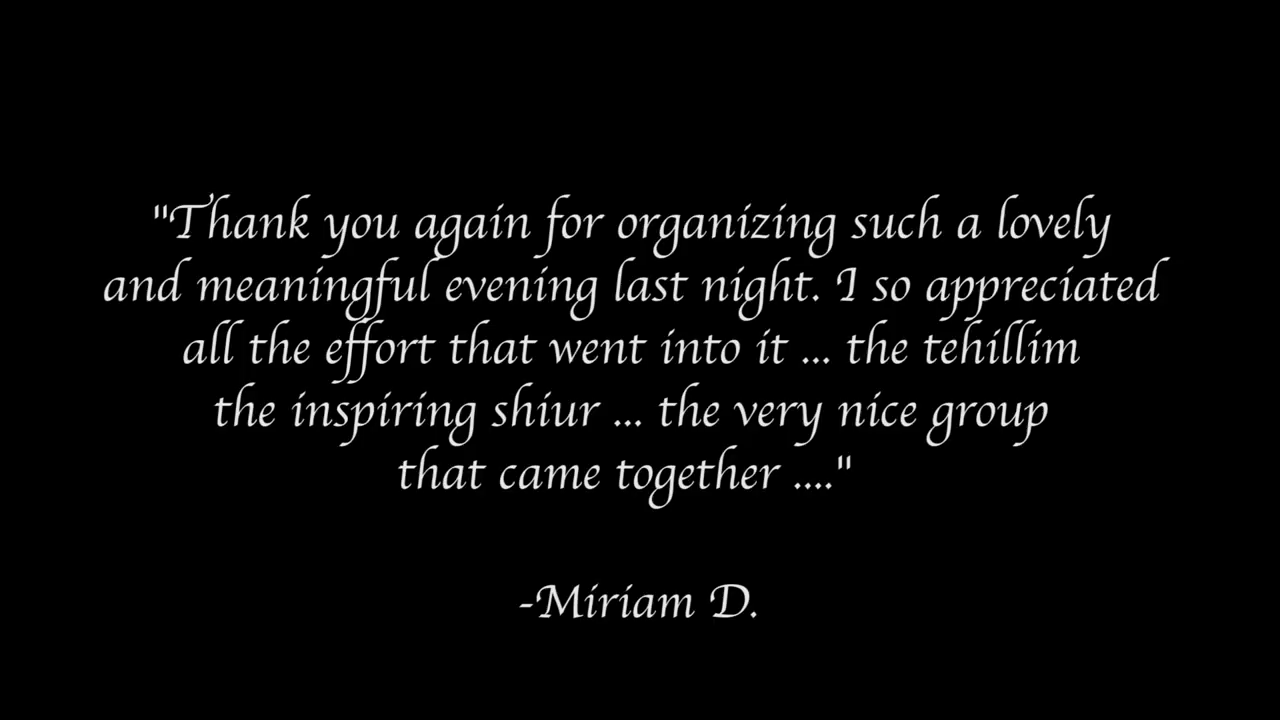 "Thank you again for organizing such a lovely
and meaningful evening last night. I so appreciated
all the effort that went into it ... the tehillim
the inspiring shiur ... the very nice group
that came together ...."
-Miriam D.